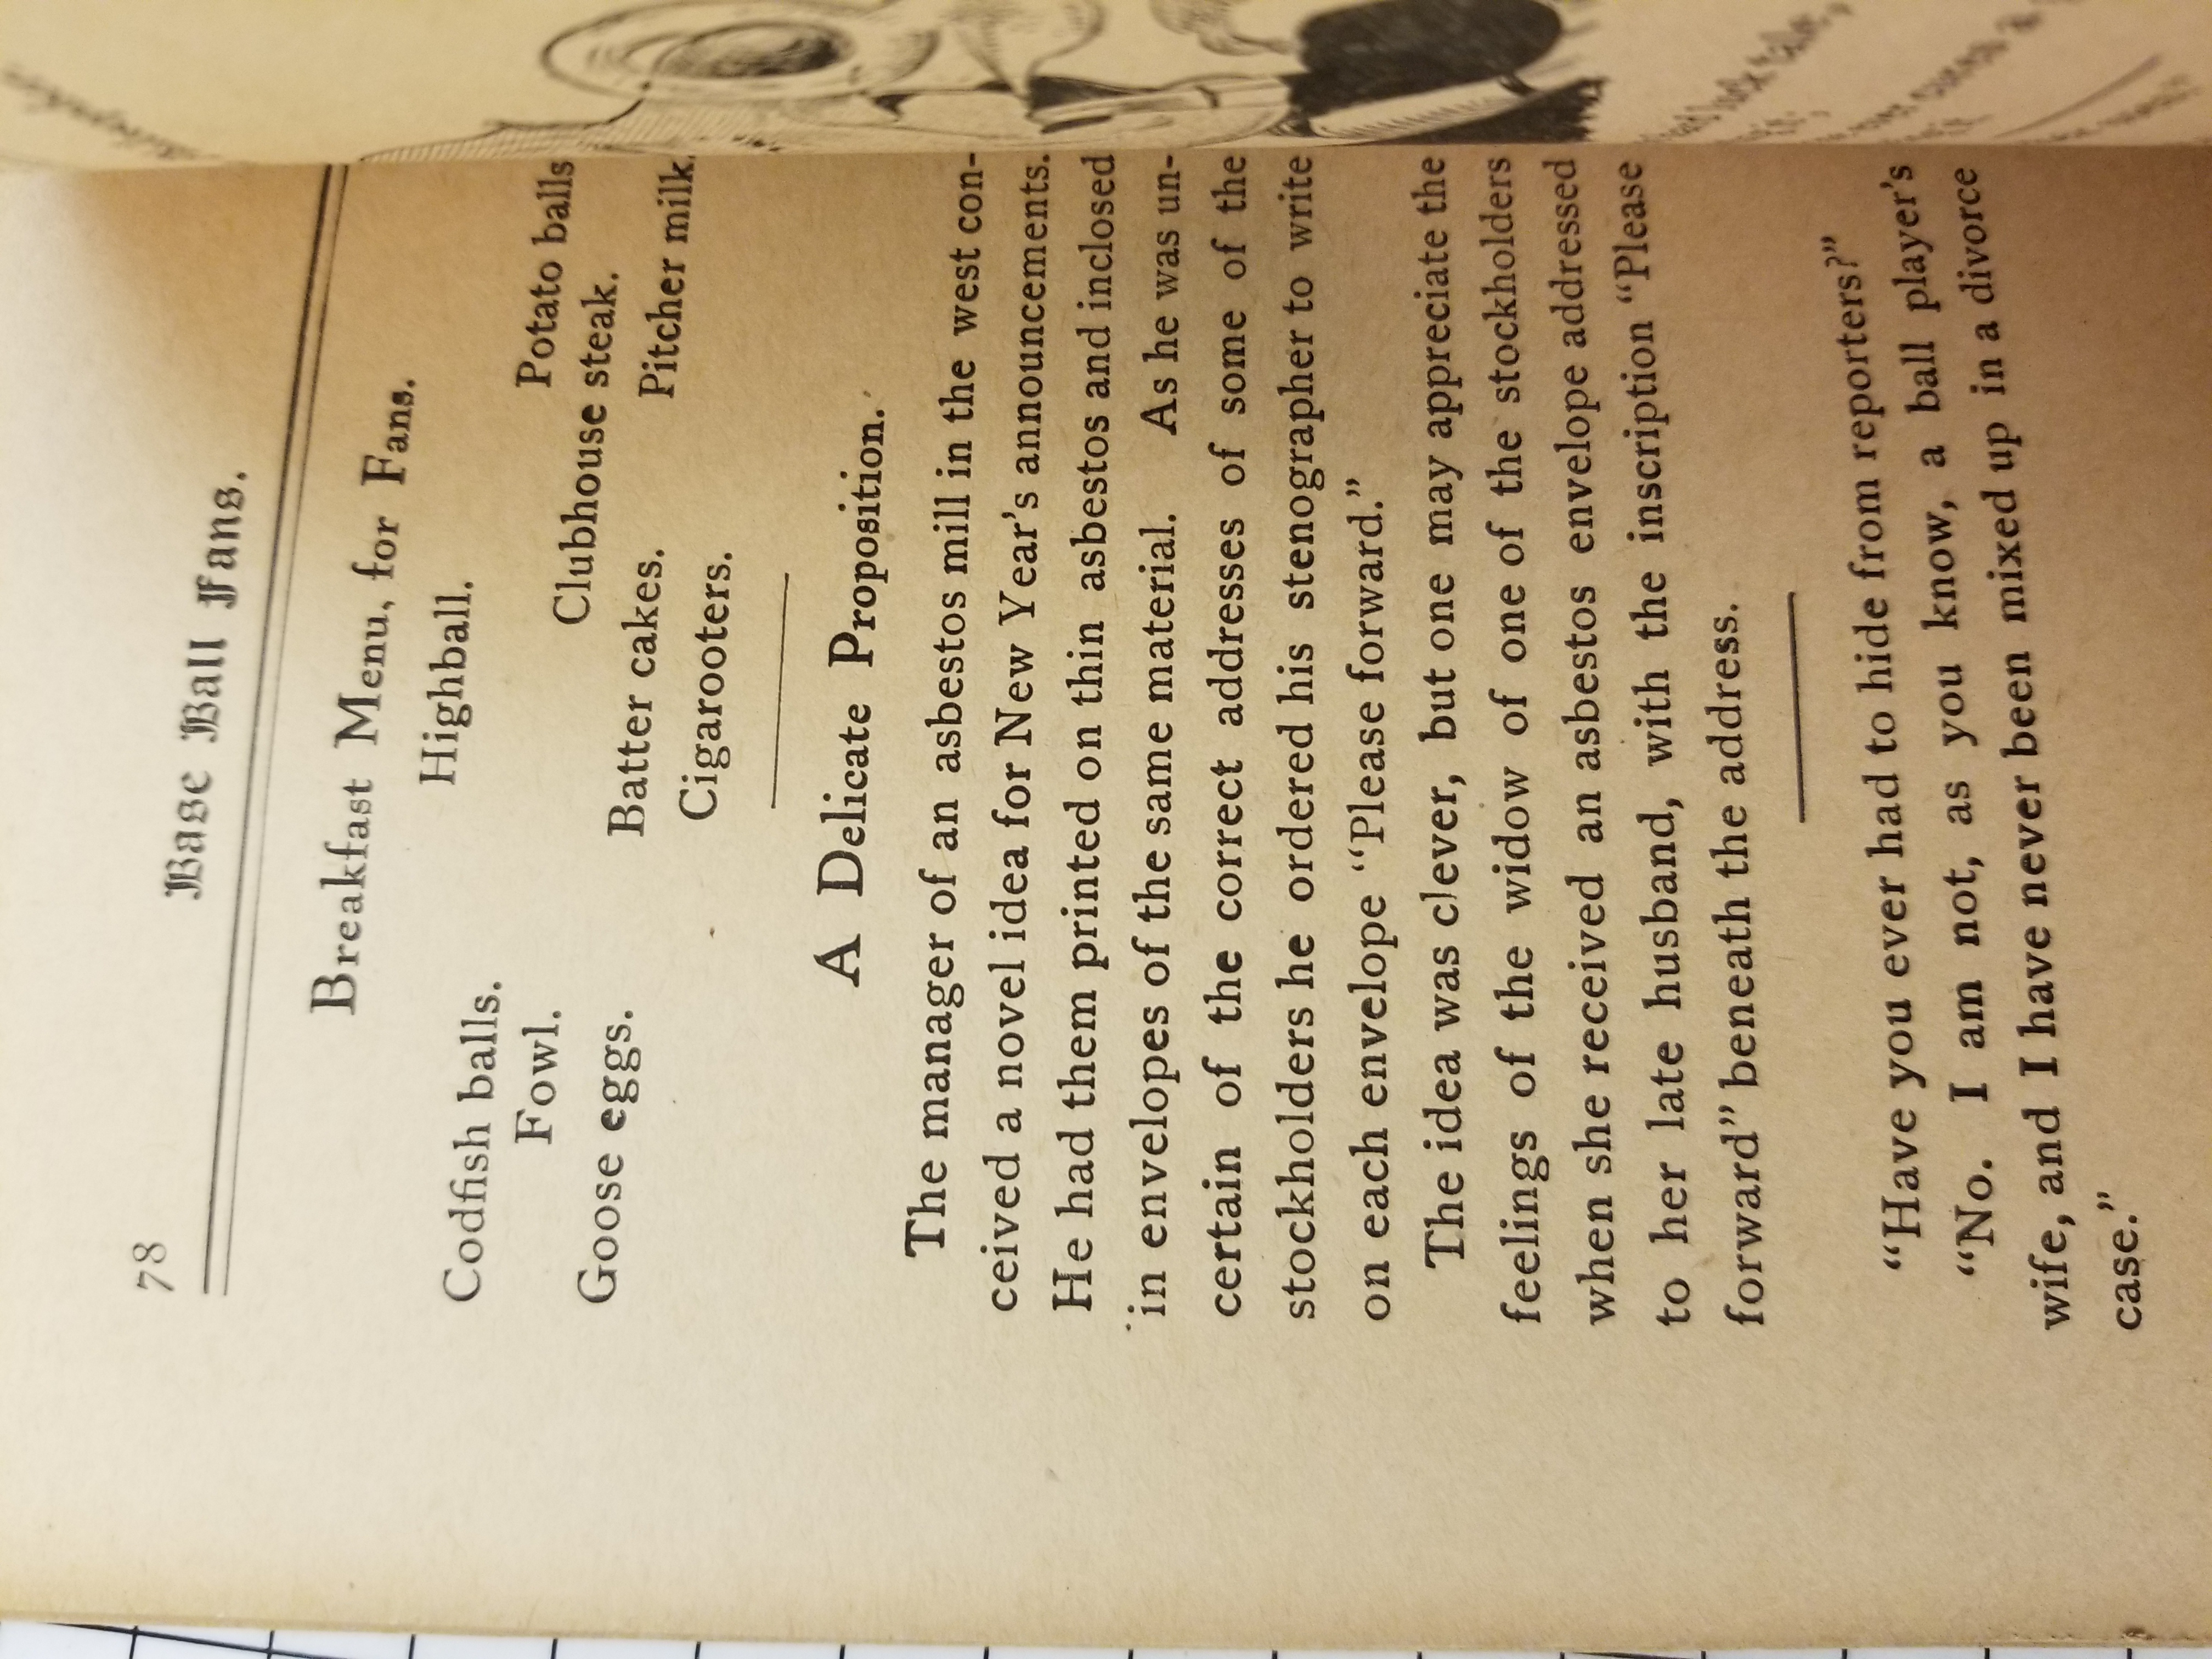 78
Base Ball Fans.
Breakfast Menu, for Fans.
Highball.
Codfish balls. Potato balls
Fowl. Clubhouse steak.
Goose eggs. Batter cakes. Pitcher milk.
Cigarooters.
A Delicate Proposition.
The manager of an asbestos mill in the west con-
ceived a novel idea for New Year's announcements.
He had them printed on thin asbestos and inclosed
in envelopes of the same material. As he was un-
certain of the correct addresses of some of the
stockholders he ordered his stenographer to write
on each envelope “Please forward.”
The idea was clever, but one may appreciate the
feelings of the widow of one of the stockholders
when she received an asbestos envelope addressed
to her late husband, with the inscription “Please
forward” beneath the address.
“Have you ever had to hide from reporters?”
“No. I am not, as you know, a ball player's
wife, and I have never been mixed up in a divorce
case.”